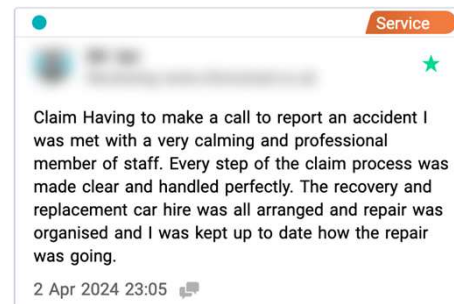 Service
Claim Having to make a call to report an accident I
was met with a very calming and professional
member of staff. Every step of the claim process was
made clear and handled perfectly. The recovery and
replacement car hire was all arranged and repair was
organised and I was kept up to date how the repair
was going.
2 Apr 2024 23:05